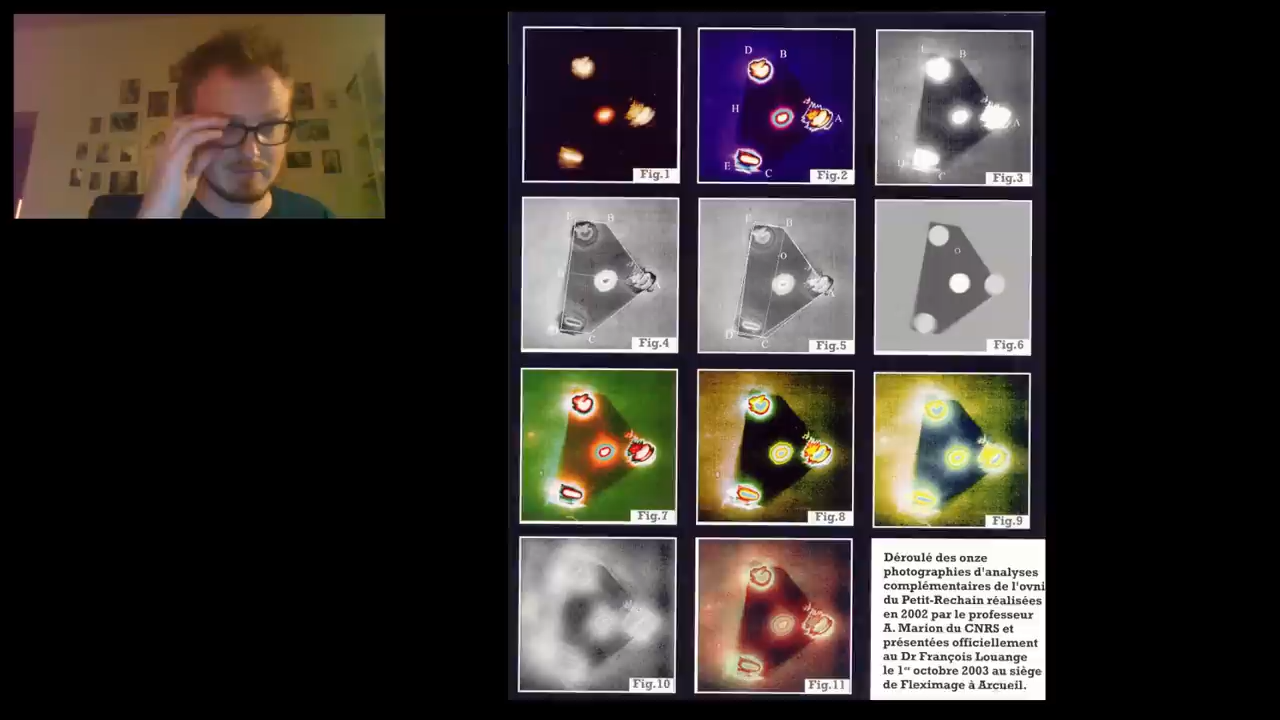 D B
H
A
E
C
Fig.1
Fig.2
B
A
C
Fig.3
B
A
C
Fig.4
B
O
A
D
C
Fig.5
O
Fig.6
Fig.7
Fig.8
Fig.9
Fig.10
Fig.11
Déroulé des onze
photographies d'analyses
complémentaires de l'ovni
du Petit-Rechain réalisées
en 2002 par le professeur
A. Marion du CNRS et
présentées officiellement
au Dr François Louange
le 1er octobre 2003 au siège
de Fleximage à Arcueil.